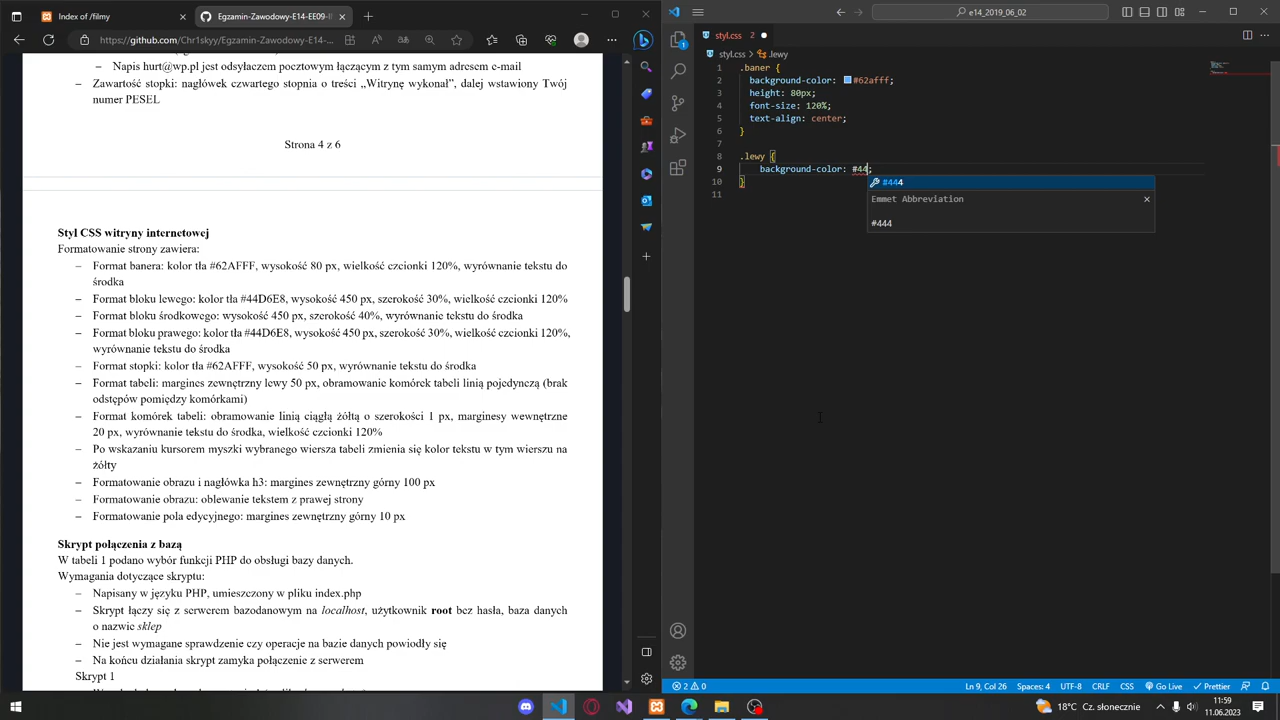 Index of /filmy
Egzamin-Zawodowy-E14-EE09-II
https://github.com/Chr1skyy/Egzamin-Zawodowy-E14-...
– Napis hurt@wp.pl jest odsyłaczem pocztowym łączącym z tym samym adresem e-mail
– Zawartość stopki: nagłówek czwartego stopnia o treści „Witrynę wykonał”, dalej wstawiony Twój
numer PESEL
Strona 4 z 6
Styl CSS witryny internetowej
Formatowanie strony zawiera:
– Format banera: kolor tła #62AFFF, wysokość 80 px, wielkość czcionki 120%, wyrównanie tekstu do
środka
– Format bloku lewego: kolor tła #44D6E8, wysokość 450 px, szerokość 30%, wielkość czcionki 120%
– Format bloku środkowego: wysokość 450 px, szerokość 40%, wyrównanie tekstu do środka
– Format bloku prawego: kolor tła #44D6E8, wysokość 450 px, szerokość 30%, wielkość czcionki 120%,
wyrównanie tekstu do środka
– Format stopki: kolor tła #62AFFF, wysokość 50 px, wyrównanie tekstu do środka
– Format tabeli: margines zewnętrzny lewy 50 px, obramowanie komórek tabeli linią pojedynczą (brak
odstępów pomiędzy komórkami)
– Format komórek tabeli: obramowanie linią ciągłą żółtą o szerokości 1 px, marginesy wewnętrzne
20 px, wyrównanie tekstu do środka, wielkość czcionki 120%
– Po wskazaniu kursorem myszki wybranego wiersza tabeli zmienia się kolor tekstu w tym wierszu na
żółty
– Formatowanie obrazu i nagłówka h3: margines zewnętrzny górny 100 px
– Formatowanie obrazu: oblewanie tekstem z prawej strony
– Formatowanie pola edycyjnego: margines zewnętrzny górny 10 px
Skrypt połączenia z bazą
W tabeli 1 podano wybór funkcji PHP do obsługi bazy danych.
Wymagania dotyczące skryptu:
– Napisany w języku PHP, umieszczony w pliku index.php
– Skrypt łączy się z serwerem bazodanowym na localhost, użytkownik root bez hasła, baza danych
o nazwie sklep
– Nie jest wymagane sprawdzenie czy operacje na bazie danych powiodły się
– Na końcu działania skrypt zamyka połączenie z serwerem
Skrypt 1
e14_2019_06_02
styl.css 2
styl.css > .lewy
1 .baner {
2 background-color: #62afff;
3 height: 80px;
4 font-size: 120%;
5 text-align: center;
6 }
7
8 .lewy {
9 background-color: #44;
10 }
11
#444
Emmet Abbreviation
#444
1
2 0
Ln 9, Col 26 Spaces: 4 UTF-8 CRLF CSS Go Live Prettier
18°C Cz. słonecznie
11:59
11.06.2023